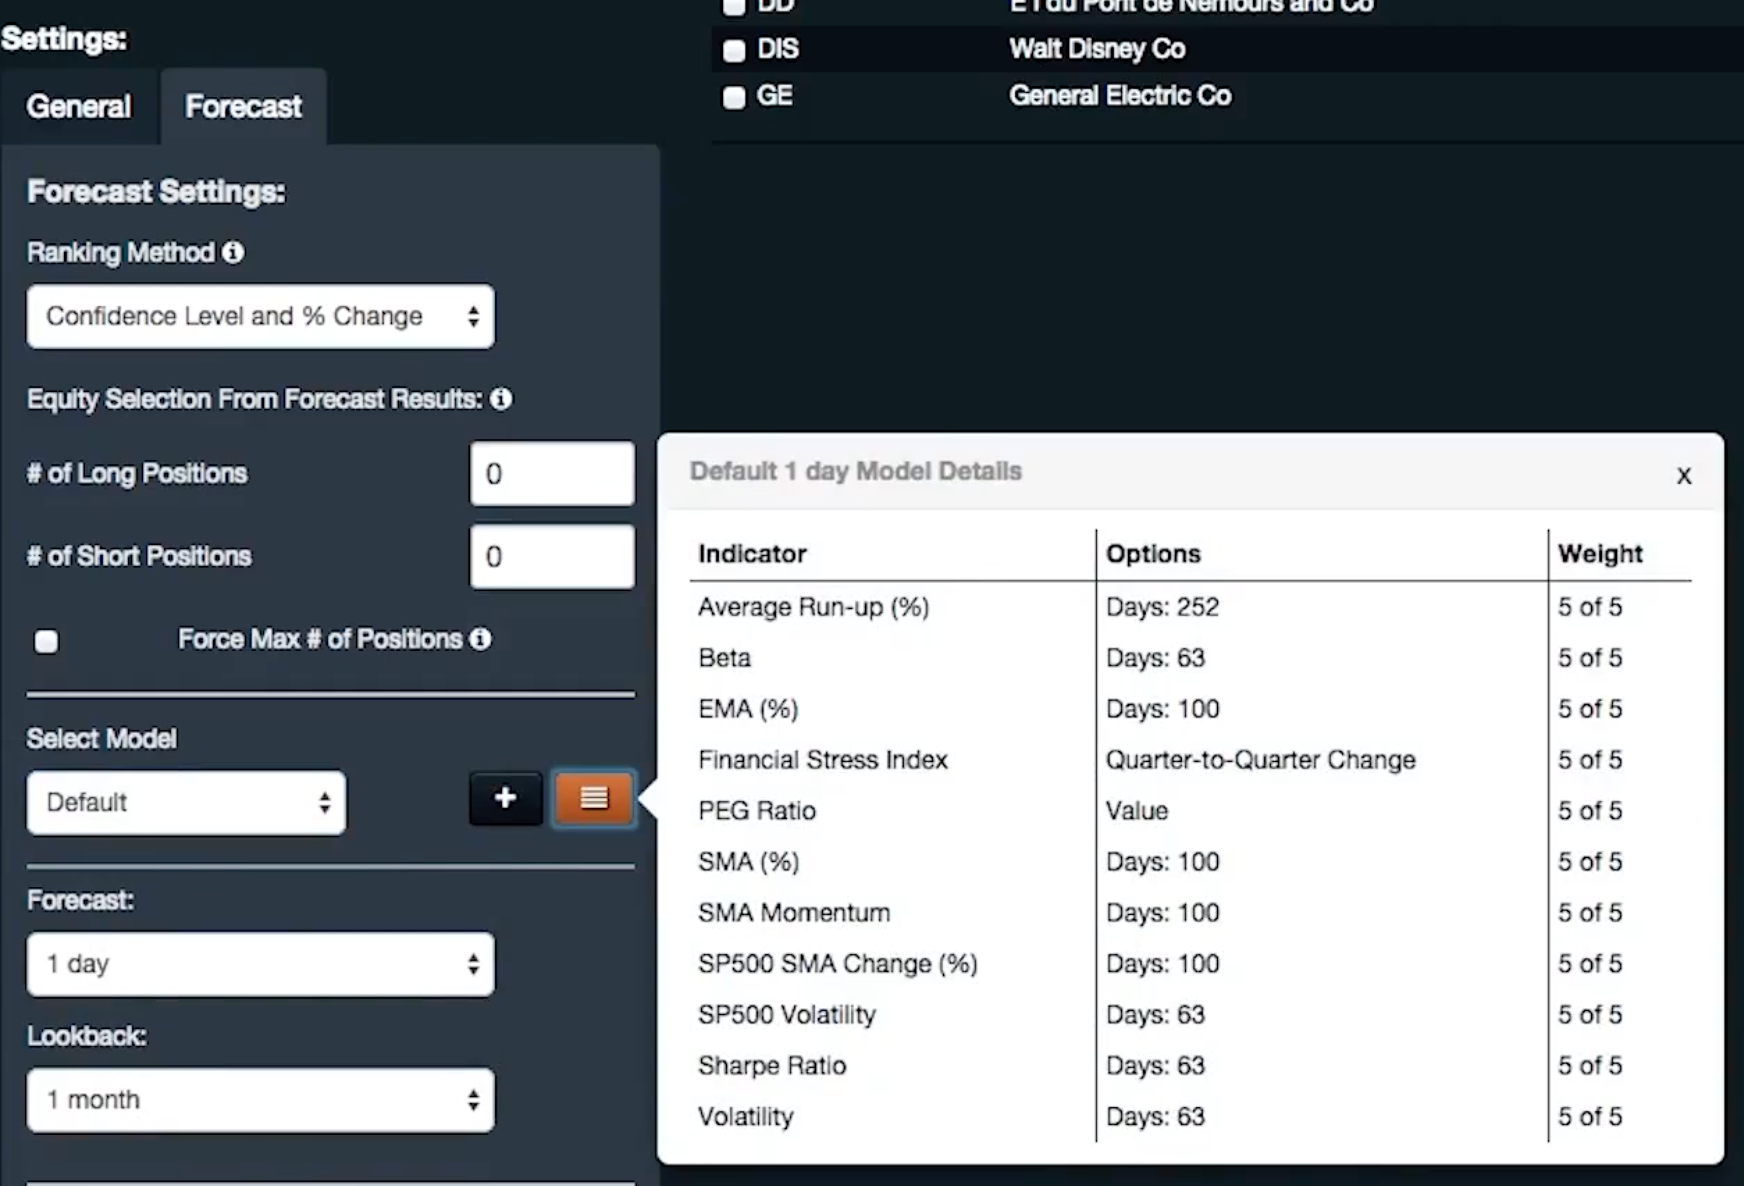 DD E I du Pont de Nemours and Co
Settings:
DIS Walt Disney Co
General Forecast
GE General Electric Co
Forecast Settings:
Ranking Method
Confidence Level and % Change
Equity Selection From Forecast Results:
# of Long Positions 0
# of Short Positions 0
Force Max # of Positions
Select Model
Default
+
Forecast:
1 day
Lookback:
1 month
Default 1 day Model Details x
Indicator Options Weight
Average Run-up (%) Days: 252 5 of 5
Beta Days: 63 5 of 5
EMA (%) Days: 100 5 of 5
Financial Stress Index Quarter-to-Quarter Change 5 of 5
PEG Ratio Value 5 of 5
SMA (%) Days: 100 5 of 5
SMA Momentum Days: 100 5 of 5
SP500 SMA Change (%) Days: 100 5 of 5
SP500 Volatility Days: 63 5 of 5
Sharpe Ratio Days: 63 5 of 5
Volatility Days: 63 5 of 5